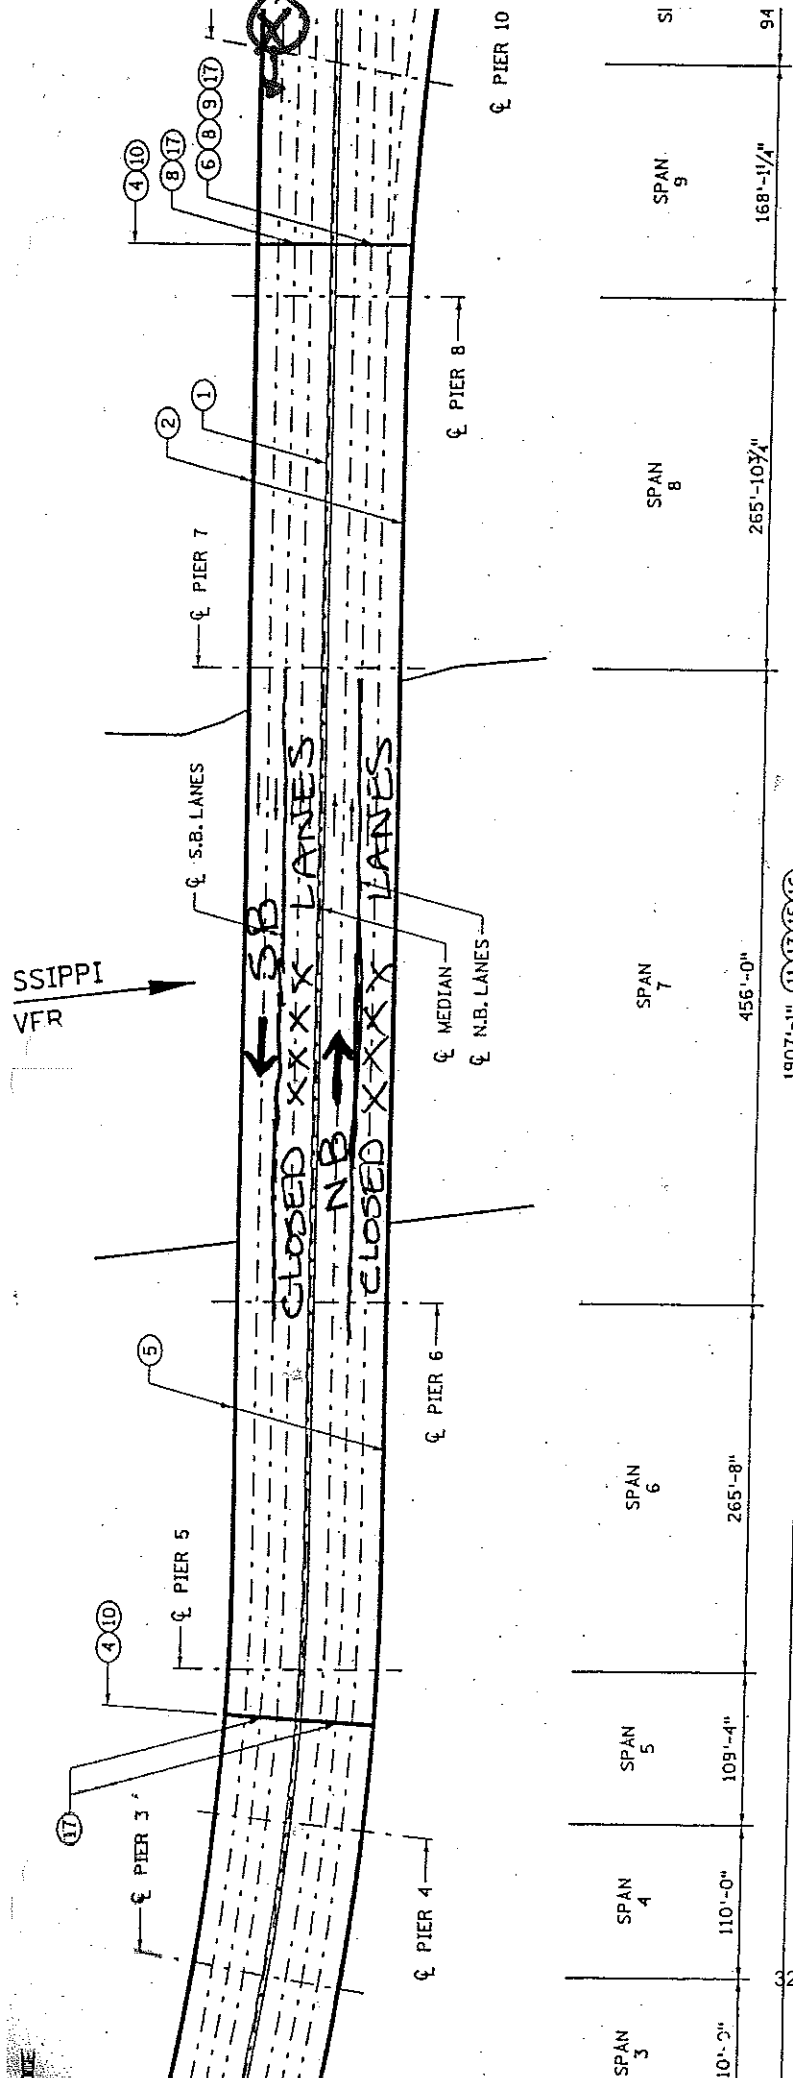 ℄ PIER 10
SPAN
9
168'-1¼"
94
4 10
8 17
6 8 9 17
℄ PIER 8
2
1
℄ PIER 7
SPAN
8
265'-10¾"
℄ S.B. LANES
SSIPPI
SB
CLOSED XXXX LANES
NB
CLOSED XXXX LANES
℄ MEDIAN
℄ N.B. LANES
SPAN
7
456'-0"
5
℄ PIER 6
SPAN
6
265'-8"
℄ PIER 5
4 10
17
SPAN
5
109'-4"
℄ PIER 3
℄ PIER 4
SPAN
4
110'-0"
SPAN
3
32